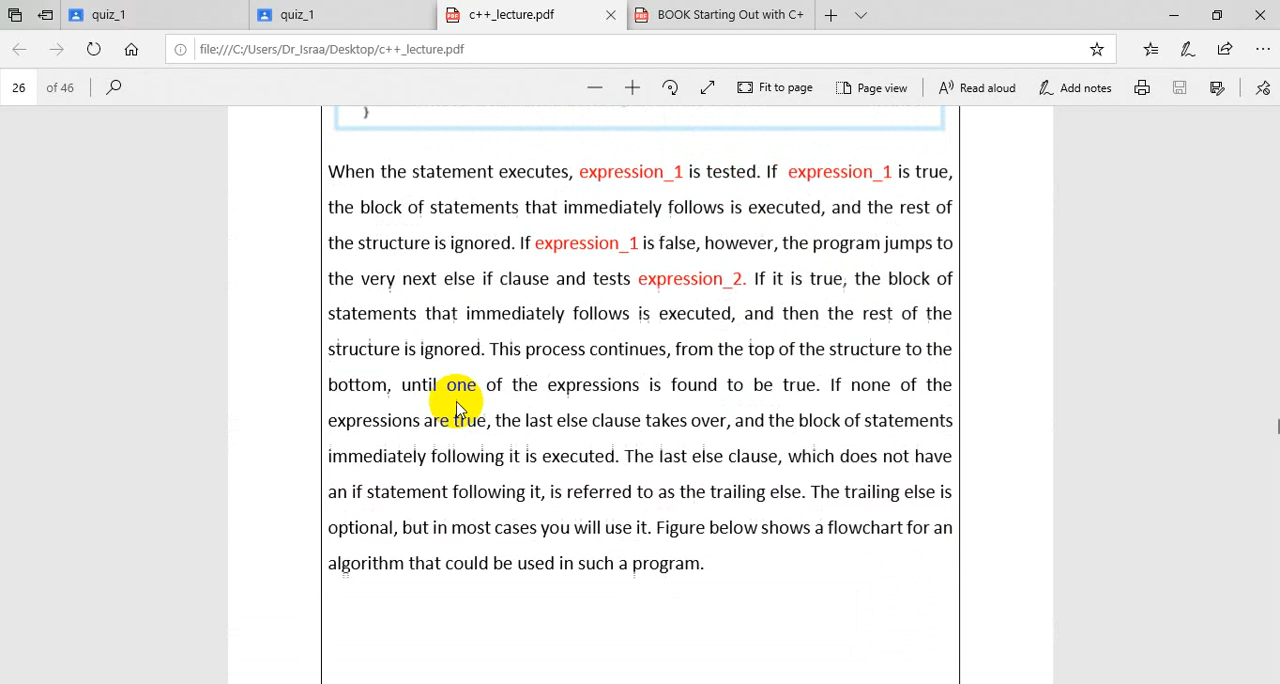 quiz_1
quiz_1
c++_lecture.pdf
BOOK Starting Out with C+
file:///C:/Users/Dr_Israa/Desktop/c++_lecture.pdf
26 of 46
Fit to page
Page view
Read aloud
Add notes
}
When the statement executes, expression_1 is tested. If expression_1 is true,
the block of statements that immediately follows is executed, and the rest of
the structure is ignored. If expression_1 is false, however, the program jumps to
the very next else if clause and tests expression_2. If it is true, the block of
statements that immediately follows is executed, and then the rest of the
structure is ignored. This process continues, from the top of the structure to the
bottom, until one of the expressions is found to be true. If none of the
expressions are true, the last else clause takes over, and the block of statements
immediately following it is executed. The last else clause, which does not have
an if statement following it, is referred to as the trailing else. The trailing else is
optional, but in most cases you will use it. Figure below shows a flowchart for an
algorithm that could be used in such a program.